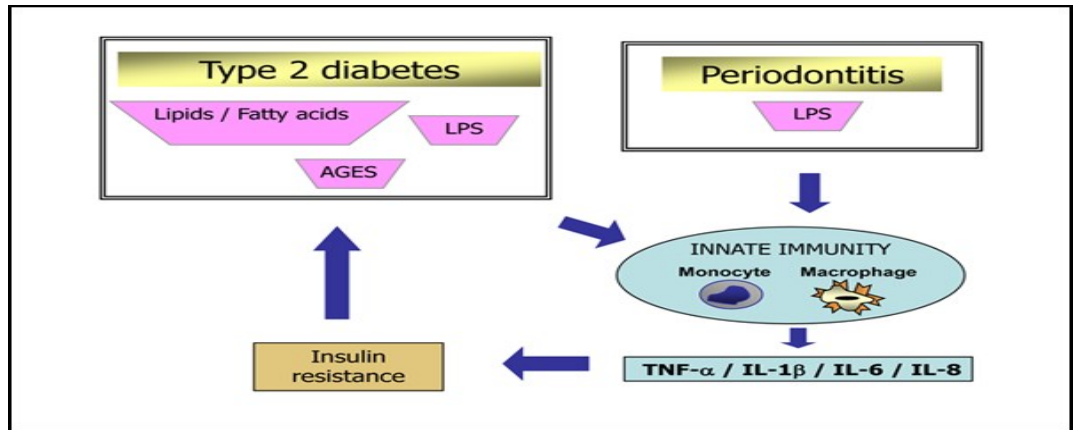 Type 2 diabetes
Lipids / Fatty acids
LPS
AGES
Periodontitis
LPS
INNATE IMMUNITY
Monocyte Macrophage
TNF-α / IL-1β / IL-6 / IL-8
Insulin
resistance